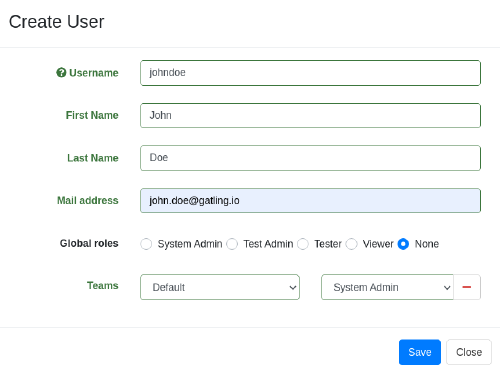 Create User
Username
johndoe
First Name
John
Last Name
Doe
Mail address
john.doe@gatling.io
Global roles System Admin Test Admin Tester Viewer None
Teams Default System Admin
Save Close